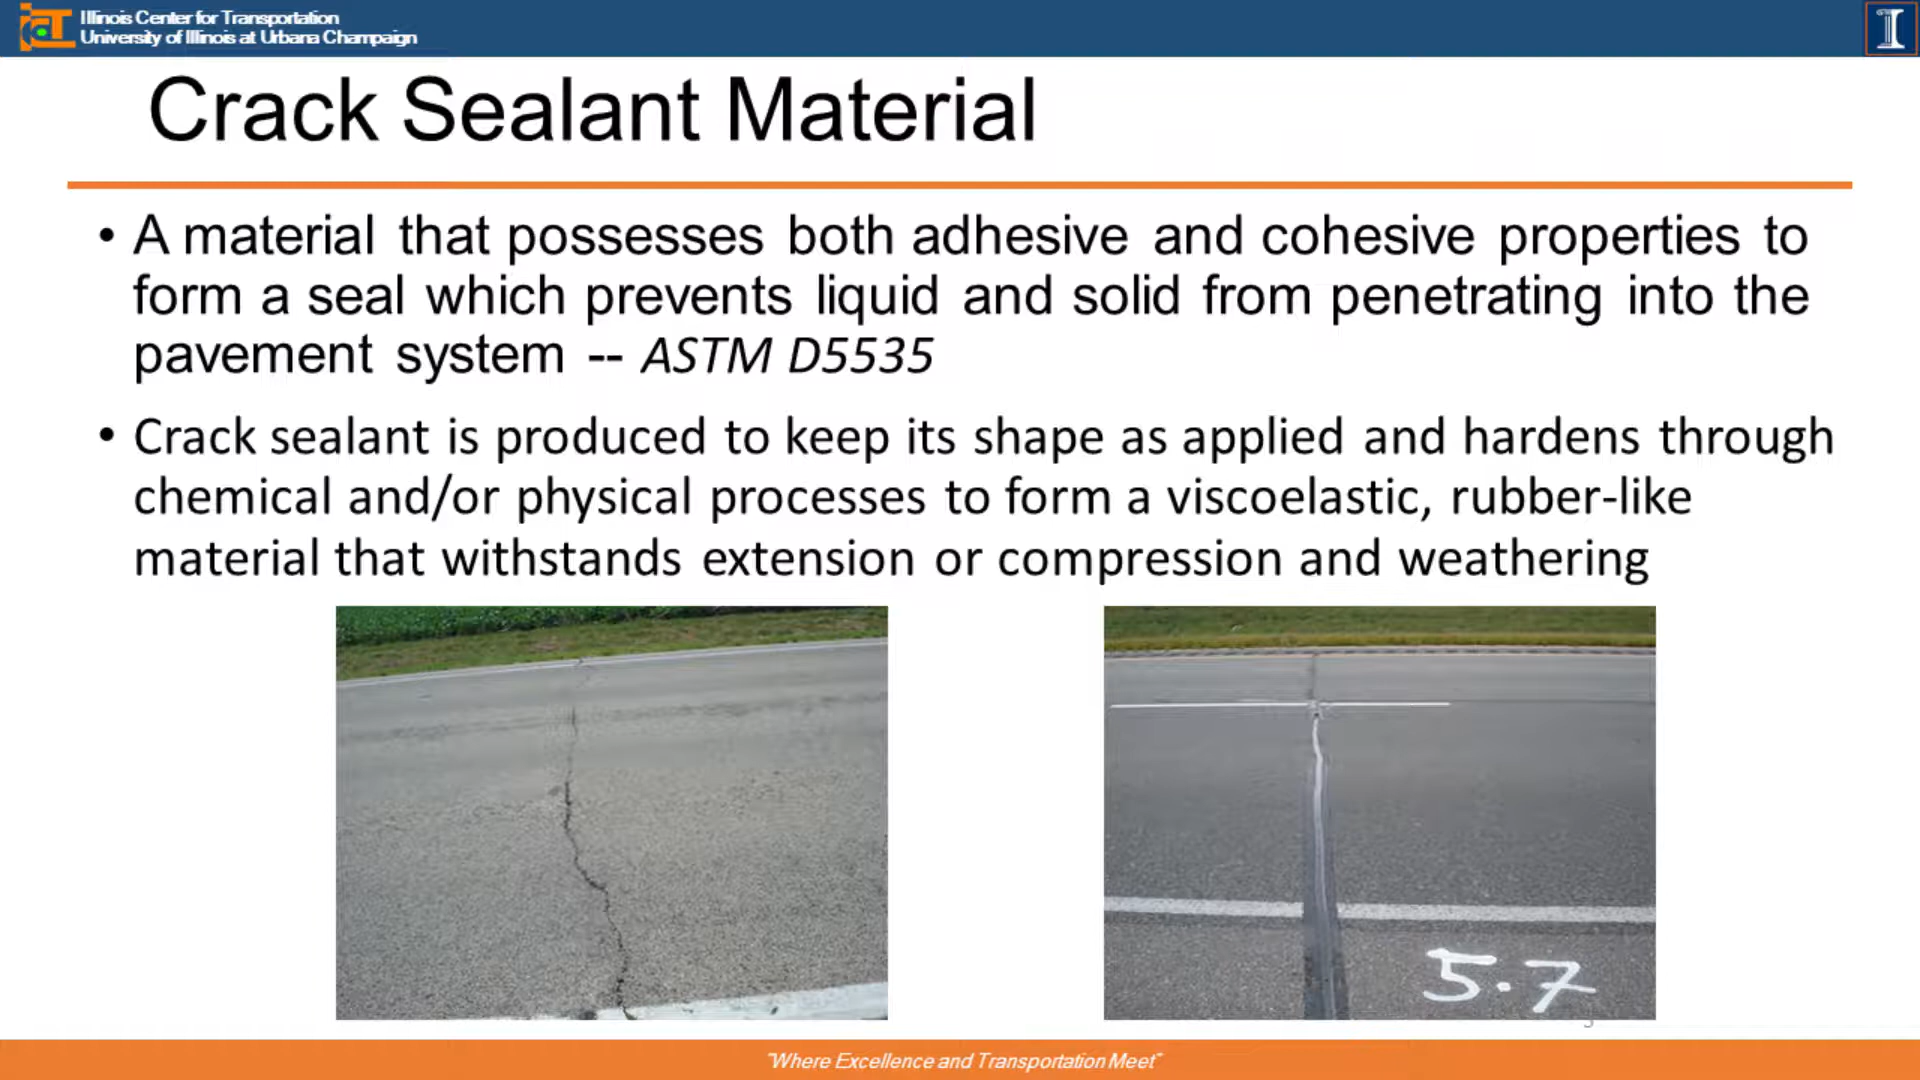 Illinois Center for Transportation
University of Illinois at Urbana Champaign
Crack Sealant Material
• A material that possesses both adhesive and cohesive properties to
form a seal which prevents liquid and solid from penetrating into the
pavement system -- ASTM D5535
• Crack sealant is produced to keep its shape as applied and hardens through
chemical and/or physical processes to form a viscoelastic, rubber-like
material that withstands extension or compression and weathering
5.7
"Where Excellence and Transportation Meet"